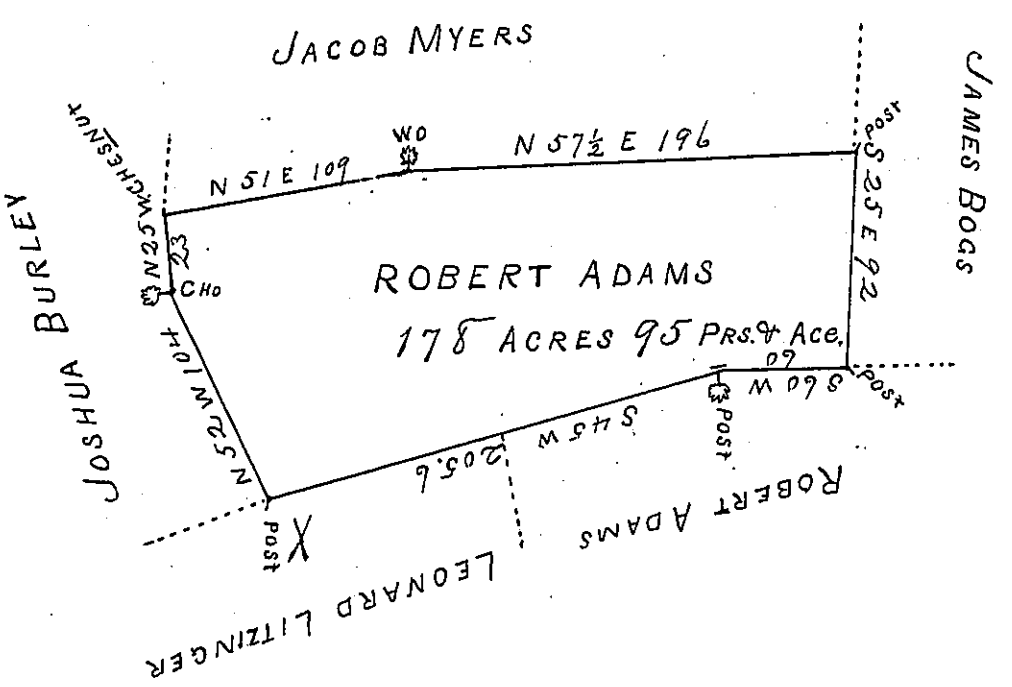 JACOB MYERS
JAMES BOGS
JOSHUA BURLEY
W.CHESNUT
N 51 E 109
WO
N 57½ E 196
POST
S 25 E 92
N 25 W
23
CHO
ROBERT ADAMS
178 ACRES 95 PRS. & Ace.
S 60 W 60
POST
POST
S 45 W
205.6
N 52 W 104
POST
X
ROBERT ADAMS
LEONARD LITZINGER